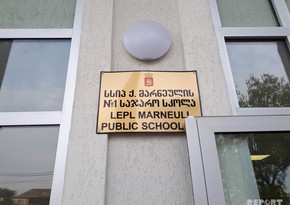 სსიპ ქ. მარნეულის
№1 საჯარო სკოლა
LEPL MARNEULI
PUBLIC SCHOOL
REPORT